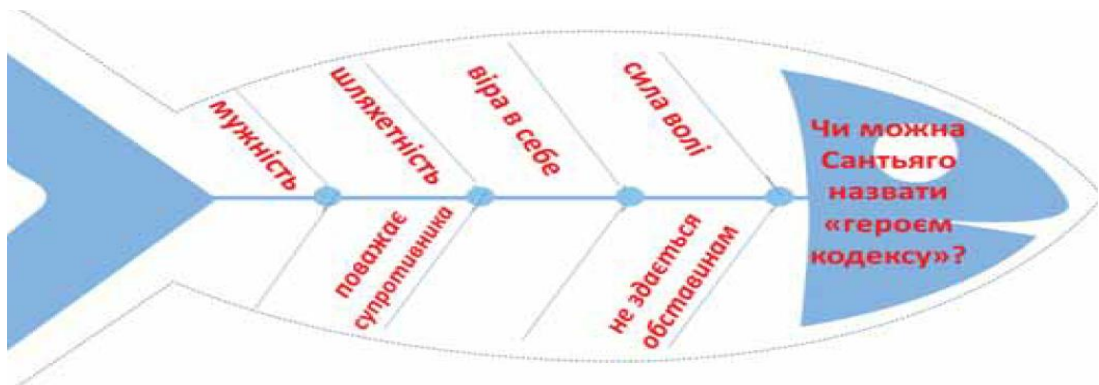 мужність
шляхетність
віра в себе
сила волі
поважає
супротивника
не здається
обставинам
Чи можна
Сантьяго
назвати
«героєм
кодексу»?